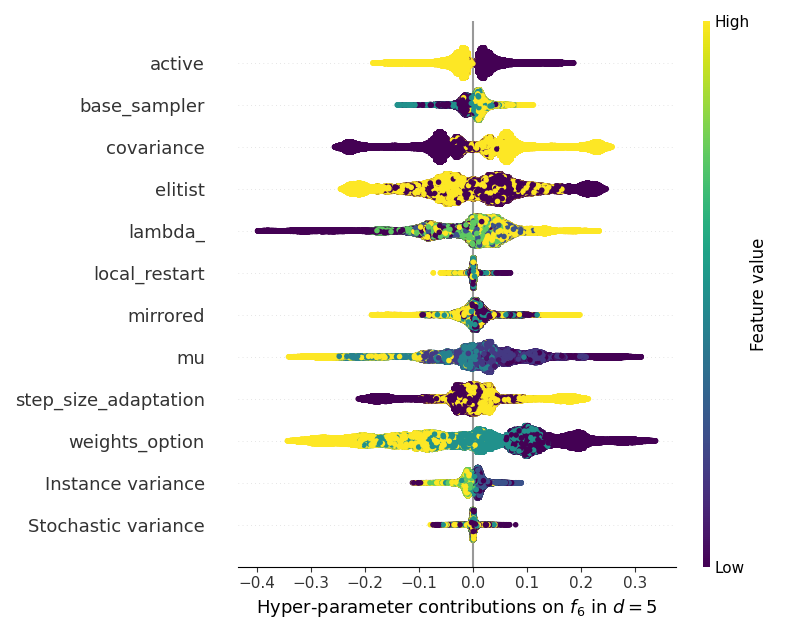 High
active
base_sampler
covariance
elitist
lambda_
local_restart
mirrored
mu
step_size_adaptation
weights_option
Instance variance
Stochastic variance
Feature value
Low
−0.4 −0.3 −0.2 −0.1 0.0 0.1 0.2 0.3
Hyper-parameter contributions on f₆ in d = 5